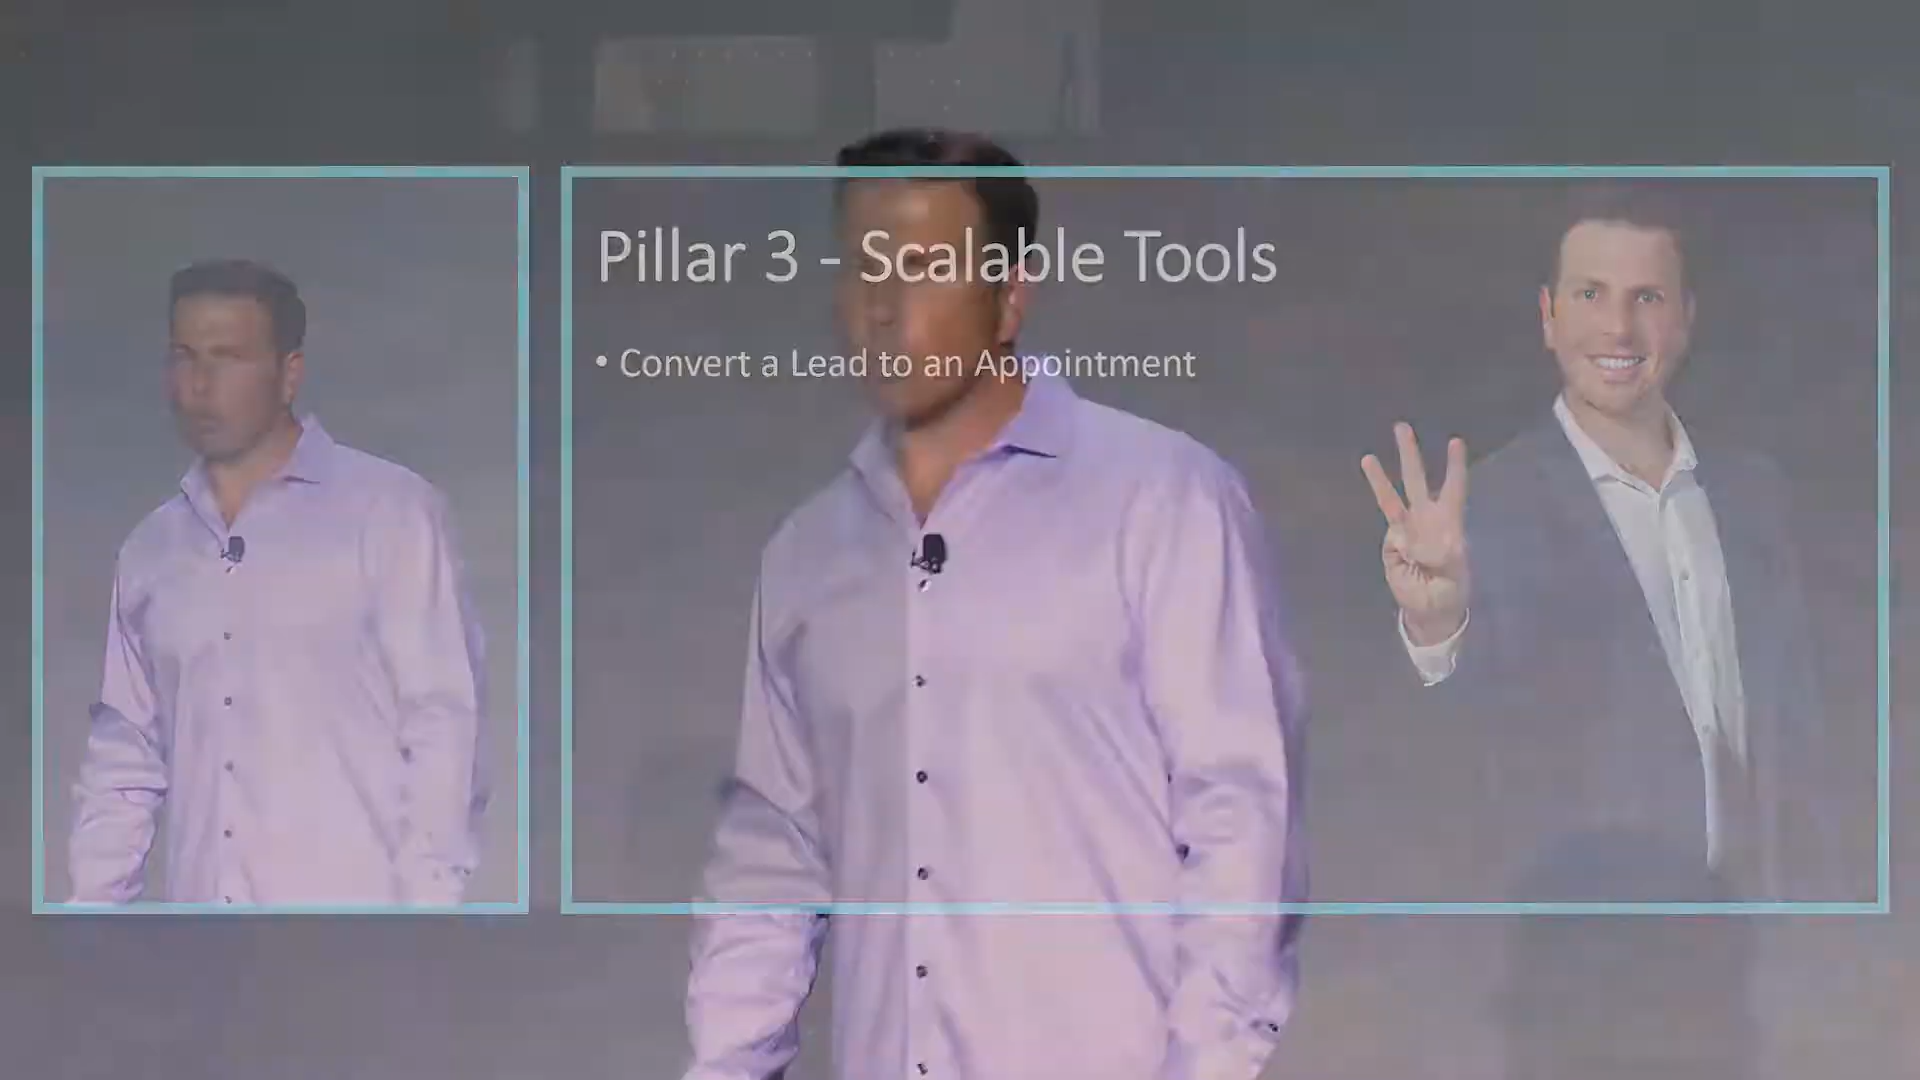 Pillar 3 - Scalable Tools
• Convert a Lead to an Appointment